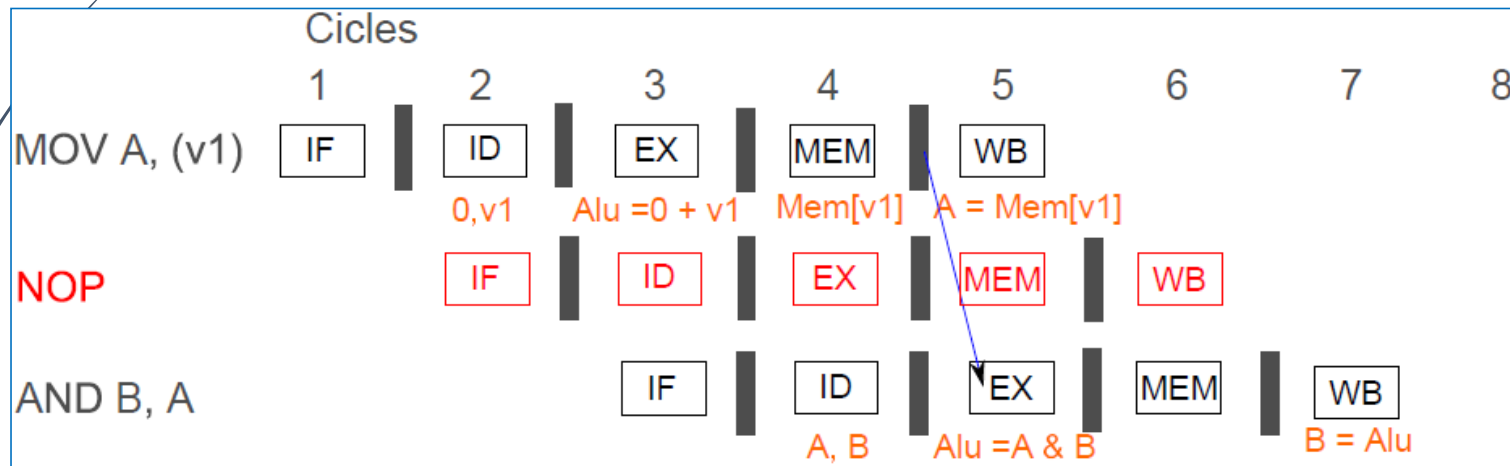 Cicles
1 2 3 4 5 6 7 8
MOV A, (v1) IF ID EX MEM WB
0,v1 Alu =0 + v1 Mem[v1] A = Mem[v1]
NOP IF ID EX MEM WB
AND B, A IF ID EX MEM WB
A, B Alu =A & B B = Alu